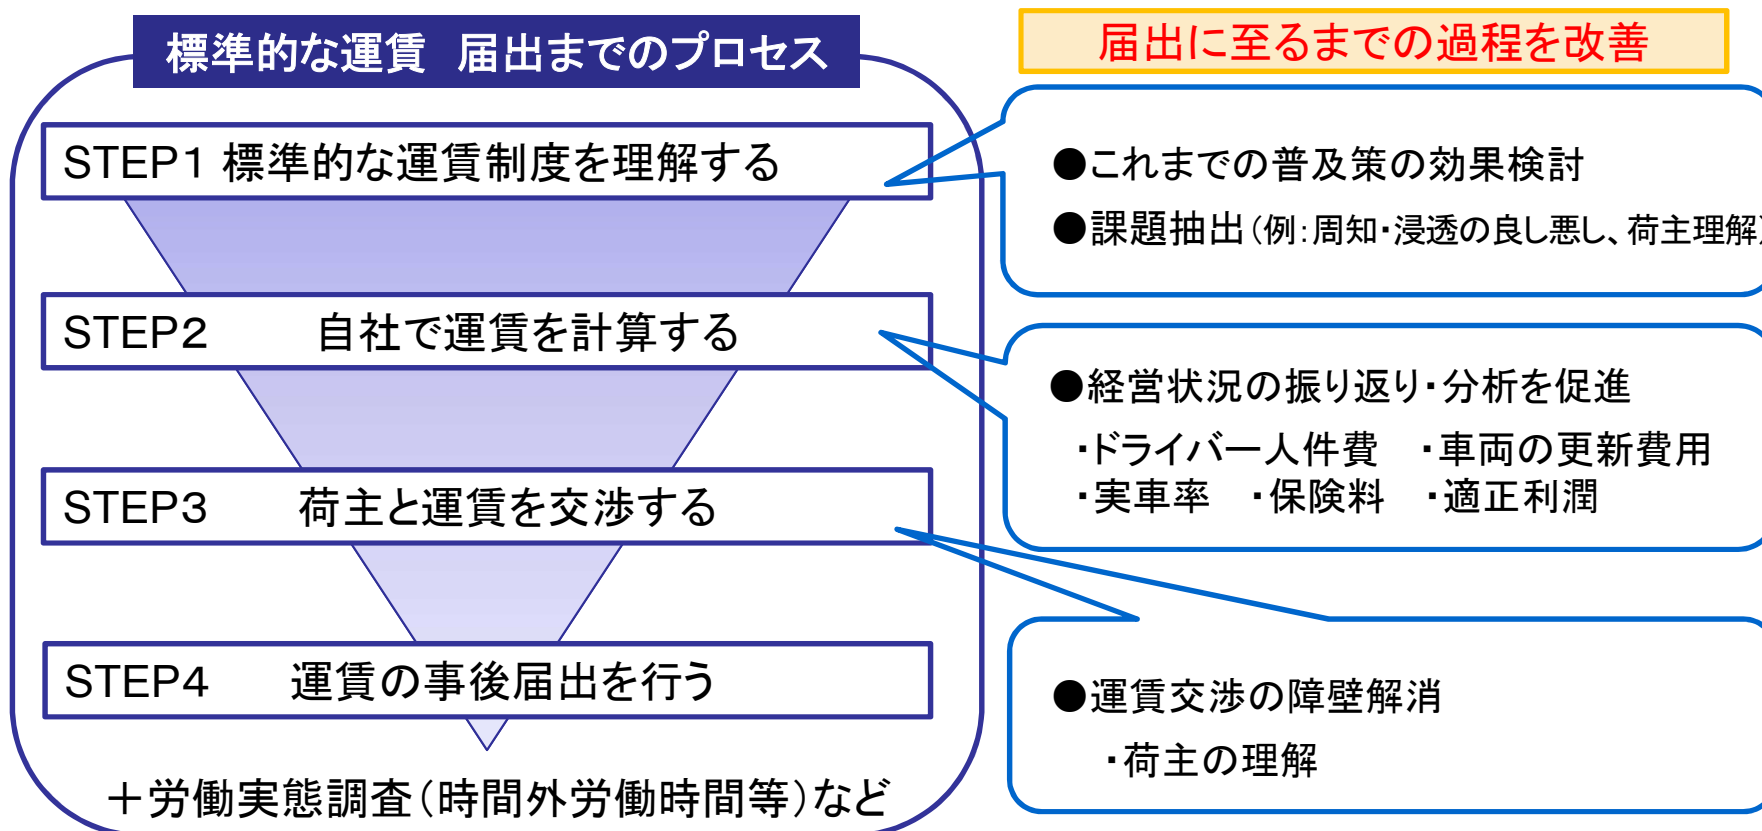 標準的な運賃　届出までのプロセス
STEP1 標準的な運賃制度を理解する
STEP2　　自社で運賃を計算する
STEP3　　荷主と運賃を交渉する
STEP4　　運賃の事後届出を行う
＋労働実態調査（時間外労働時間等）など
届出に至るまでの過程を改善
●これまでの普及策の効果検討
●課題抽出（例：周知・浸透の良し悪し、荷主理解）
●経営状況の振り返り・分析を促進
・ドライバー人件費　・車両の更新費用
・実車率　・保険料　・適正利潤
●運賃交渉の障壁解消
・荷主の理解